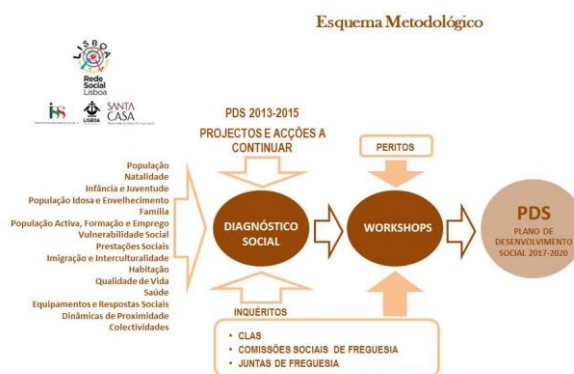 Esquema Metodológico
LISBOA
Rede
Social
Lisboa
iss
LISBOA
SANTA
CASA
PDS 2013-2015
PROJECTOS E ACÇÕES A
CONTINUAR
PERITOS
População
Natalidade
Infância e Juventude
População Idosa e Envelhecimento
Família
População Activa, Formação e Emprego
Vulnerabilidade Social
Prestações Sociais
Imigração e Interculturalidade
Habitação
Qualidade de Vida
Saúde
Equipamentos e Respostas Sociais
Dinâmicas de Proximidade
Colectividades
DIAGNÓSTICO
SOCIAL
WORKSHOPS
PDS
PLANO DE
DESENVOLVIMENTO
SOCIAL 2017-2020
INQUÉRITOS
• CLAS
• COMISSÕES SOCIAIS DE FREGUESIA
• JUNTAS DE FREGUESIA